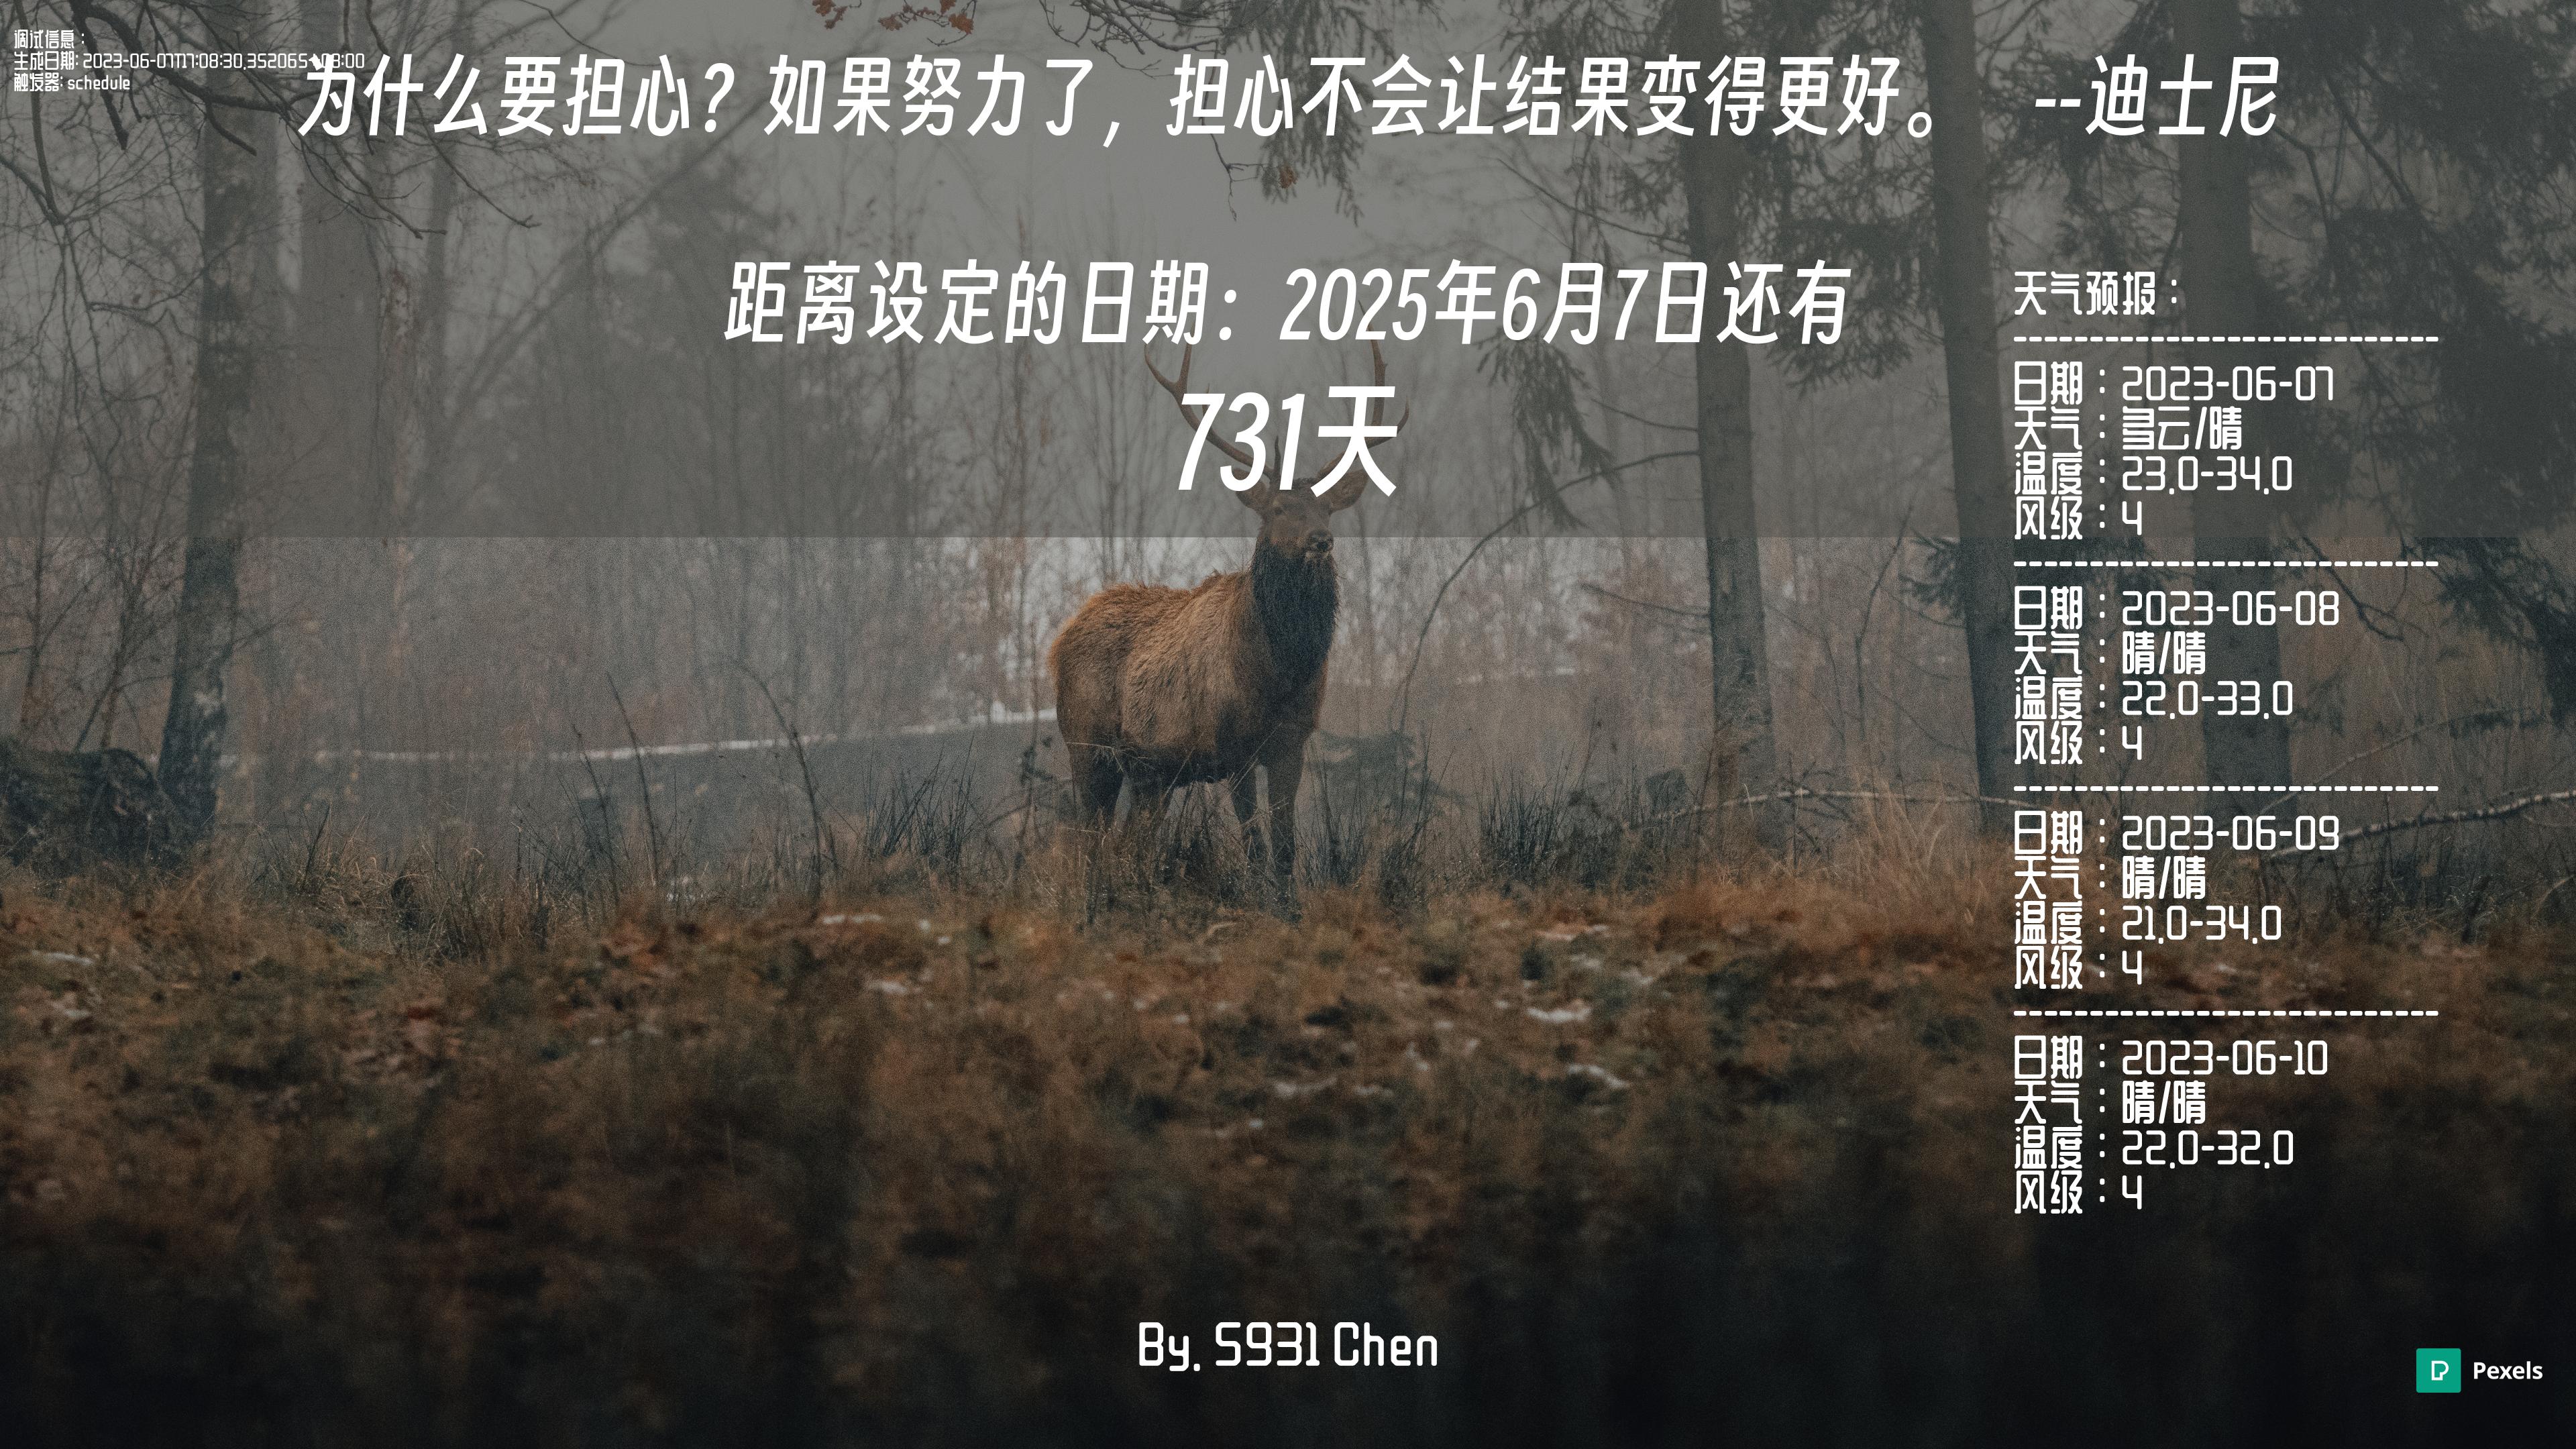 调试信息：
生成日期: 2023-06-07T17:08:30.352065+08:00
触发器: schedule
为什么要担心？如果努力了，担心不会让结果变得更好。 --迪士尼
距离设定的日期：2025年6月7日还有
731天
天气预报：
----------------------------
日期：2023-06-07
天气：多云/晴
温度：23.0-34.0
风级：4
----------------------------
日期：2023-06-08
天气：晴/晴
温度：22.0-33.0
风级：4
----------------------------
日期：2023-06-09
天气：晴/晴
温度：21.0-34.0
风级：4
----------------------------
日期：2023-06-10
天气：晴/晴
温度：22.0-32.0
风级：4
By. S931 Chen
Pexels